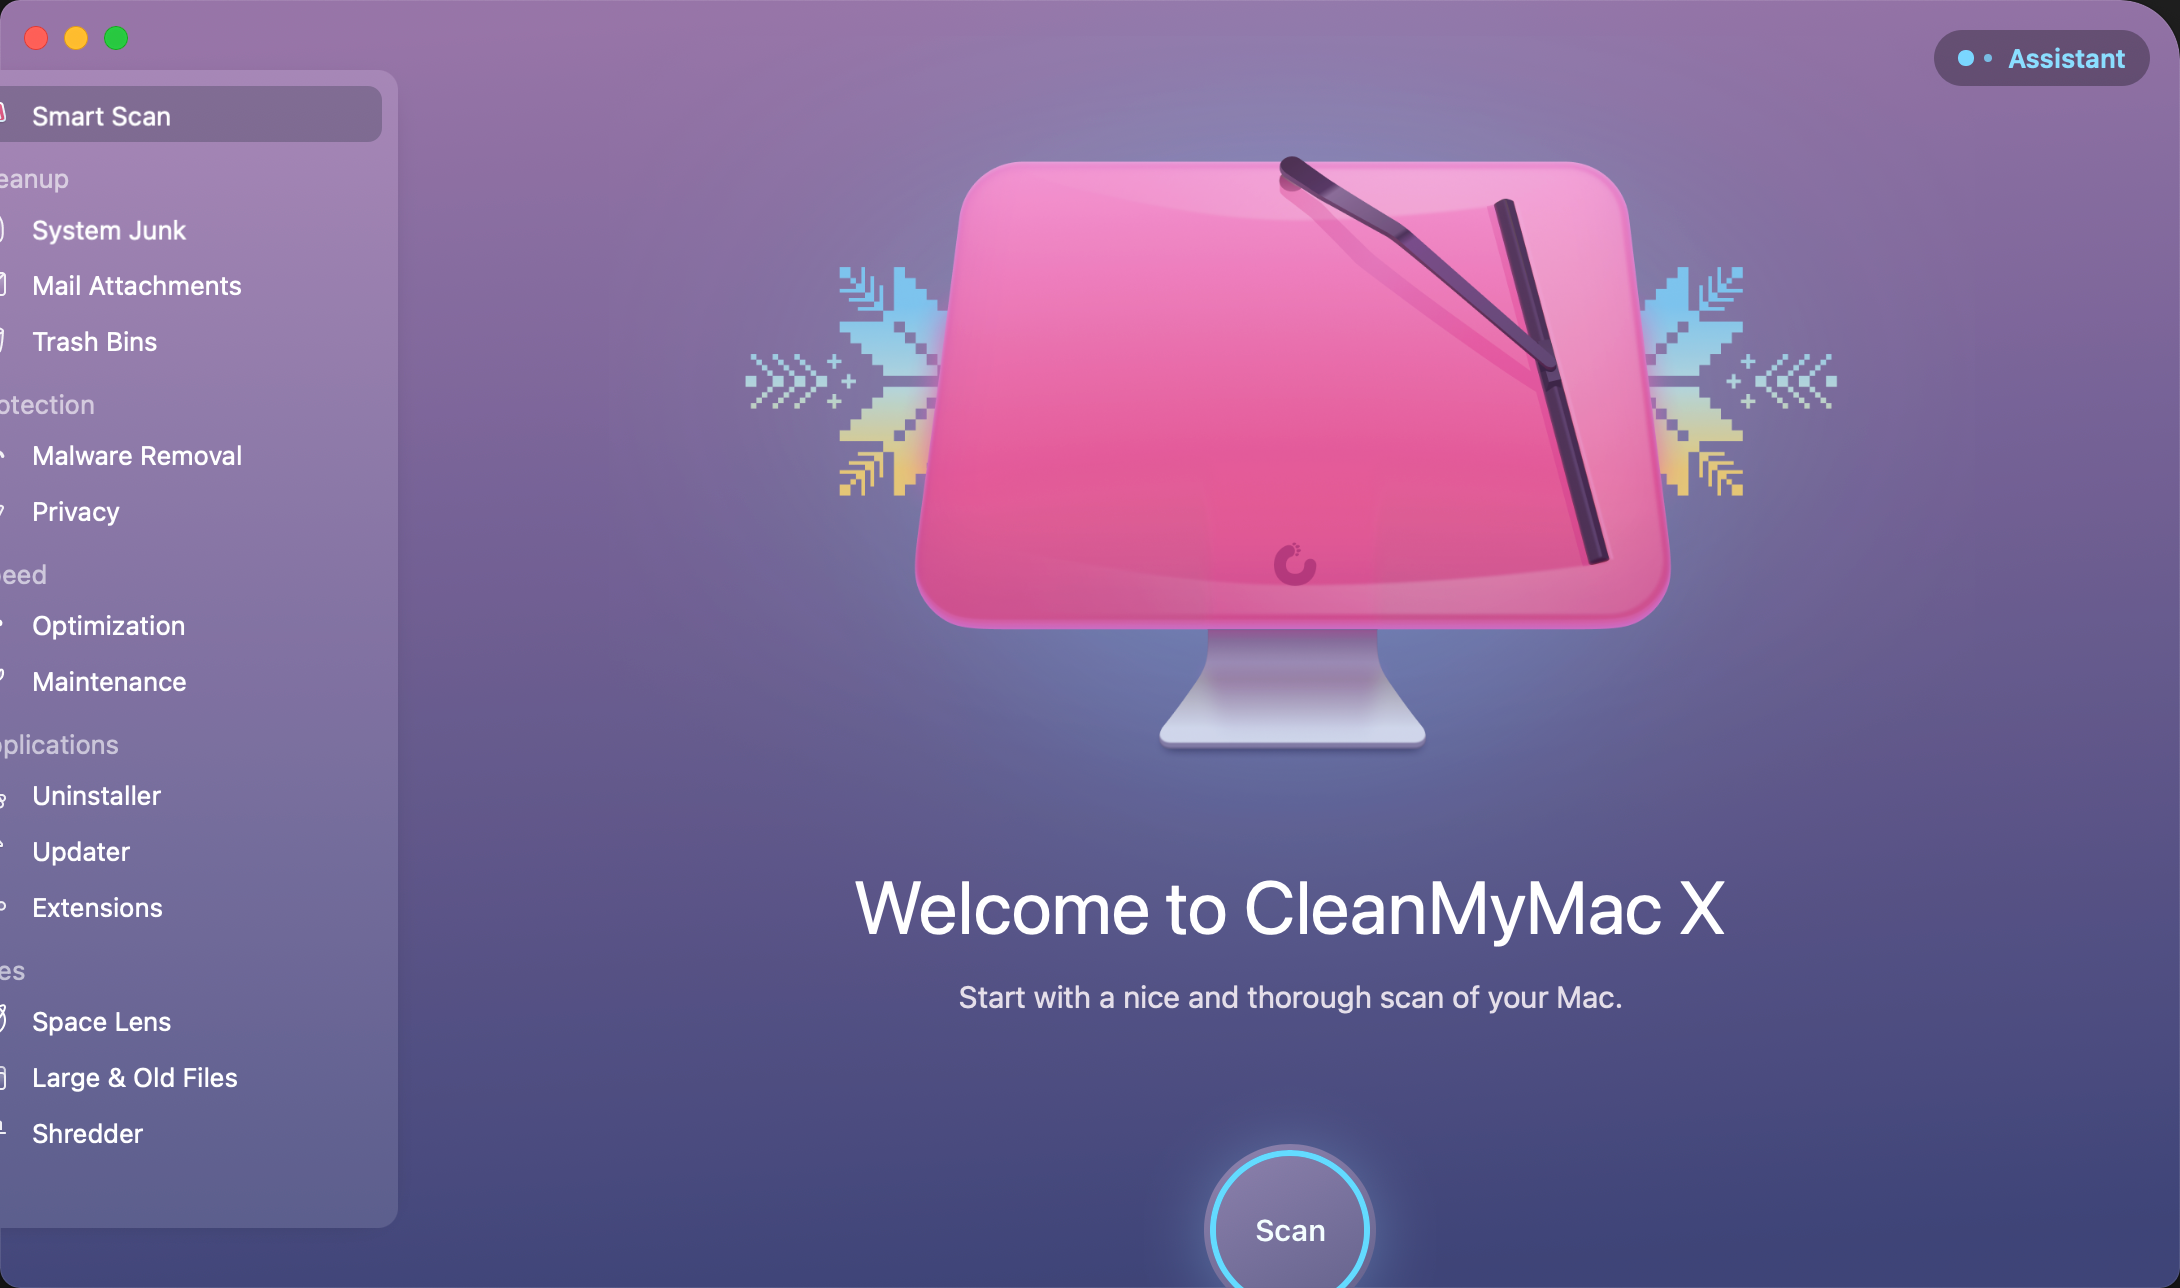 Assistant
Smart Scan
eanup
System Junk
Mail Attachments
Trash Bins
otection
Malware Removal
Privacy
eed
Optimization
Maintenance
plications
Uninstaller
Updater
Extensions
es
Space Lens
Large & Old Files
Shredder
Welcome to CleanMyMac X
Start with a nice and thorough scan of your Mac.
Scan